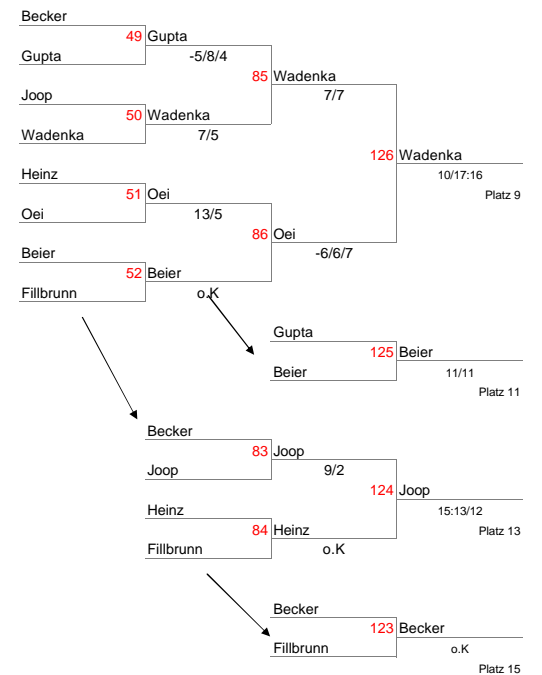 Becker
49 Gupta
Gupta
-5/8/4
85 Wadenka
Joop
7/7
50 Wadenka
Wadenka
7/5
126 Wadenka
Heinz
10/17:16
51 Oei
Platz 9
Oei
13/5
86 Oei
Beier
-6/6/7
52 Beier
Fillbrunn
o.K
Gupta
125 Beier
Beier
11/11
Platz 11
Becker
83 Joop
Joop
9/2
124 Joop
Heinz
15:13/12
84 Heinz
Platz 13
Fillbrunn
o.K
Becker
123 Becker
Fillbrunn
o.K
Platz 15